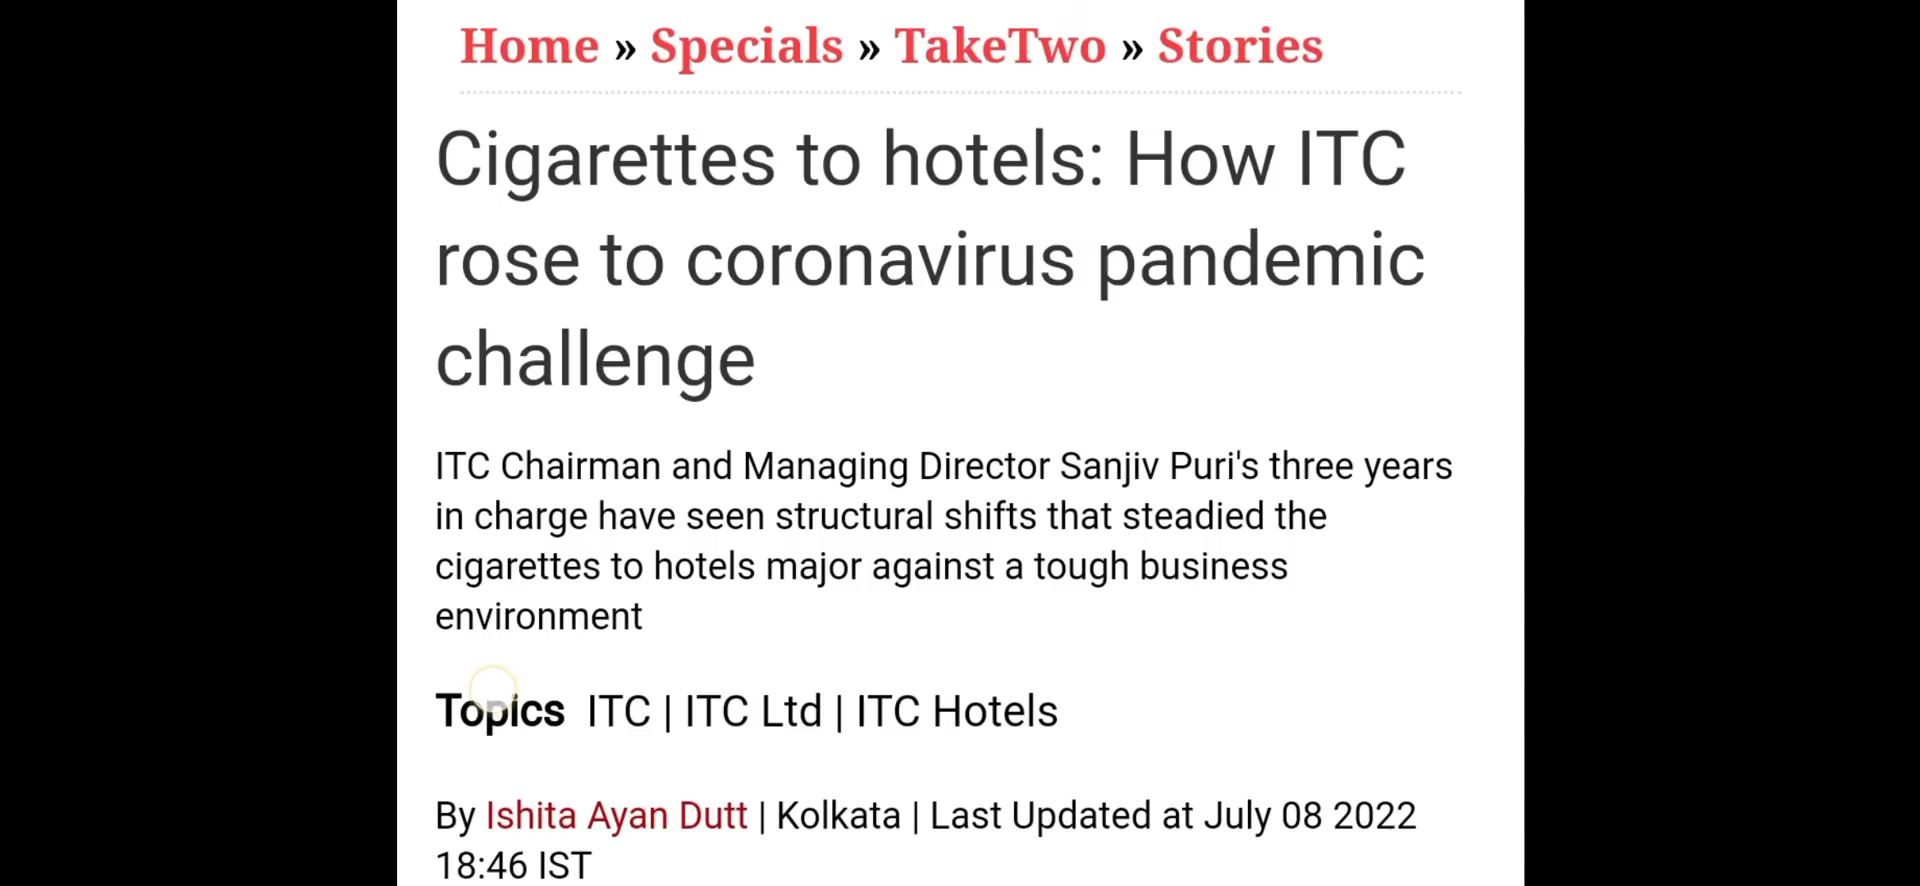 Home » Specials » TakeTwo » Stories
Cigarettes to hotels: How ITC
rose to coronavirus pandemic
challenge
ITC Chairman and Managing Director Sanjiv Puri's three years
in charge have seen structural shifts that steadied the
cigarettes to hotels major against a tough business
environment
Topics ITC | ITC Ltd | ITC Hotels
By Ishita Ayan Dutt | Kolkata | Last Updated at July 08 2022
18:46 IST